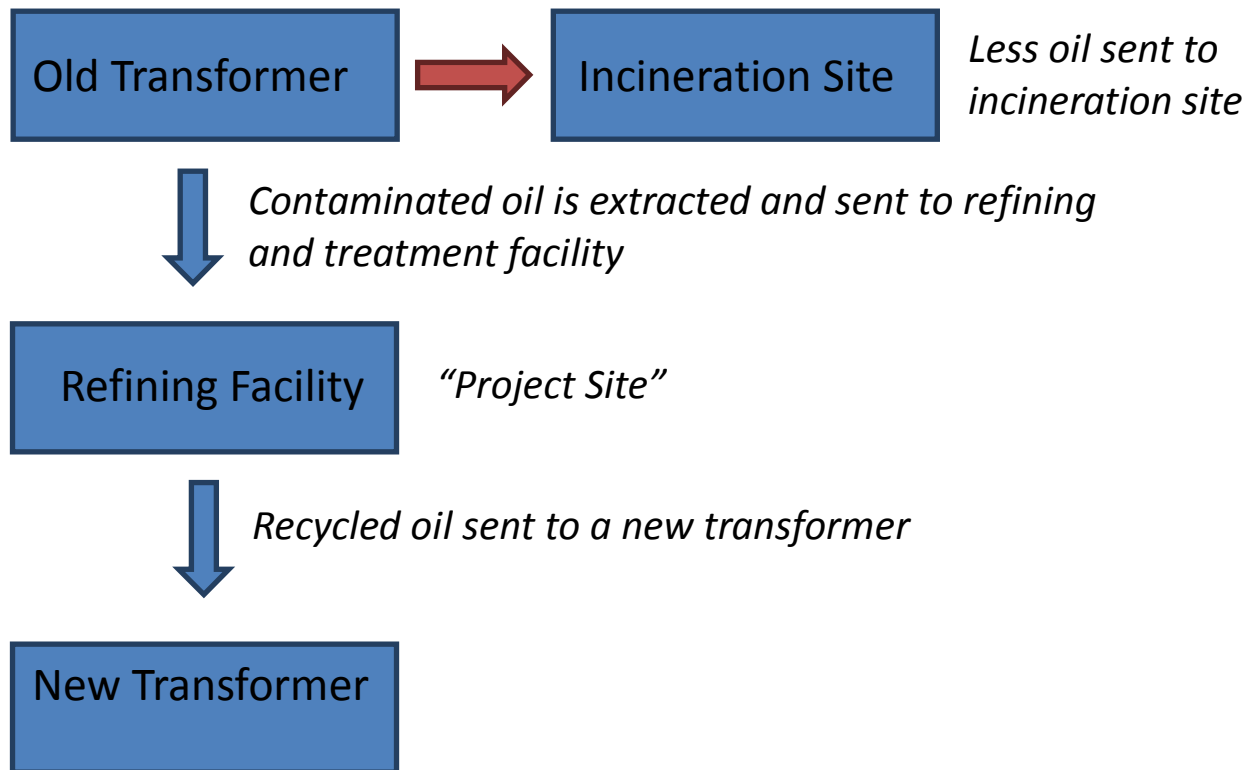 Old Transformer
Incineration Site
Less oil sent to
incineration site
Contaminated oil is extracted and sent to refining
and treatment facility
Refining Facility
“Project Site”
Recycled oil sent to a new transformer
New Transformer